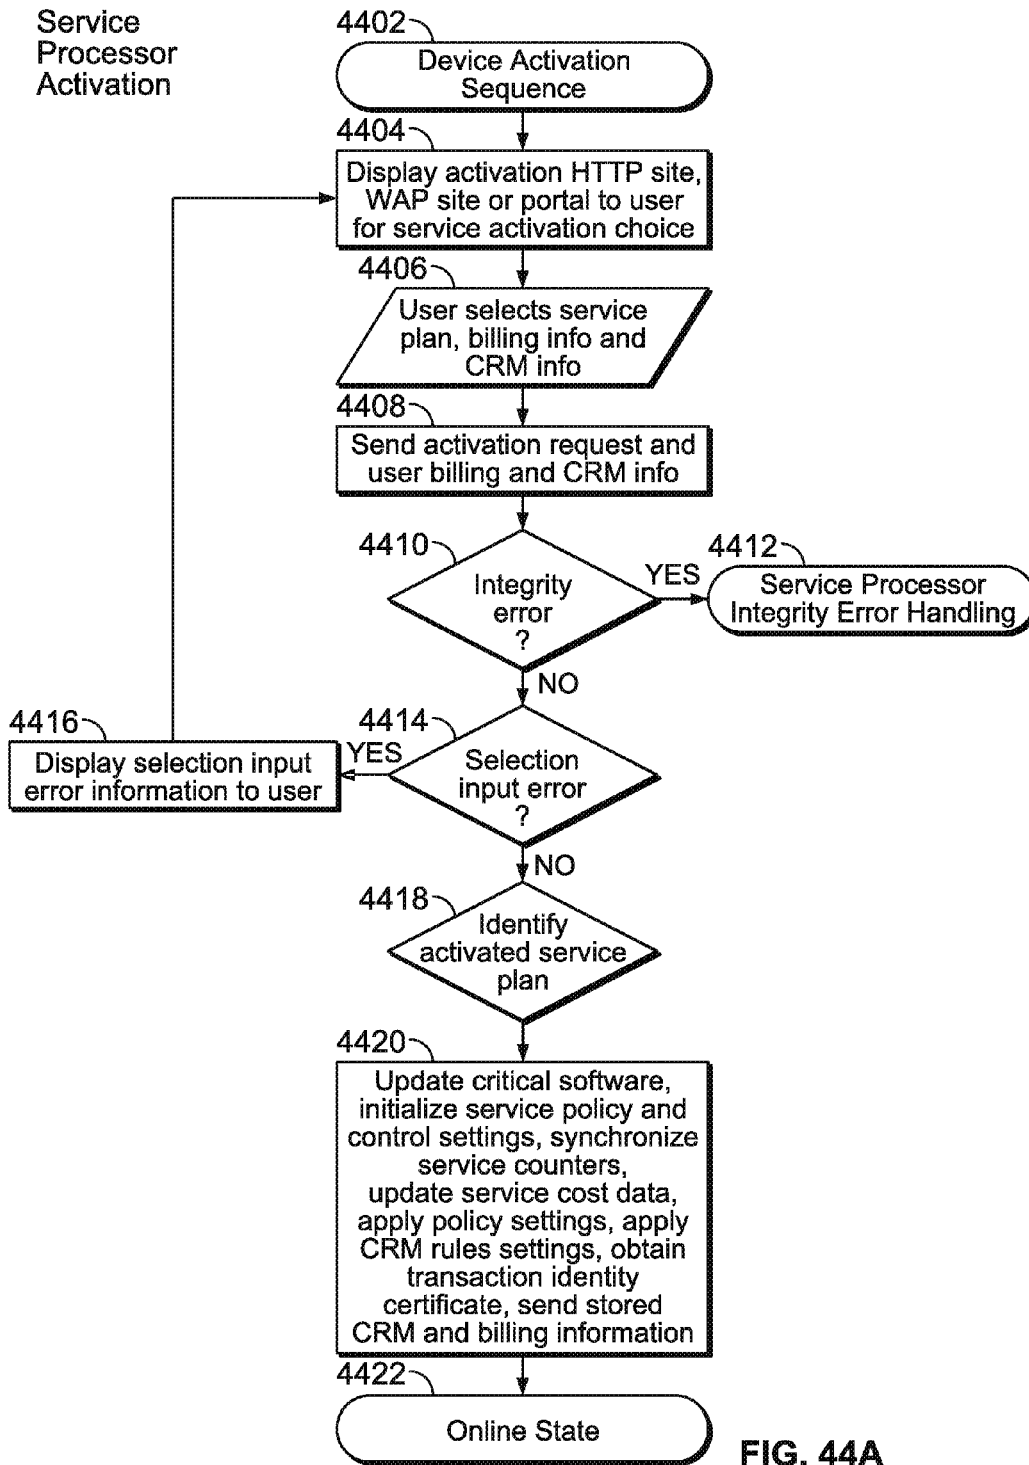 Service
Processor
Activation
4402
Device Activation
Sequence
4404
Display activation HTTP site,
WAP site or portal to user
for service activation choice
4406
User selects service
plan, billing info and
CRM info
4408
Send activation request and
user billing and CRM info
4410
Integrity
error
?
YES
4412
Service Processor
Integrity Error Handling
NO
4414
Selection
input error
?
YES
4416
Display selection input
error information to user
NO
4418
Identify
activated service
plan
4420
Update critical software,
initialize service policy and
control settings, synchronize
service counters,
update service cost data,
apply policy settings, apply
CRM rules settings, obtain
transaction identity
certificate, send stored
CRM and billing information
4422
Online State
FIG. 44A